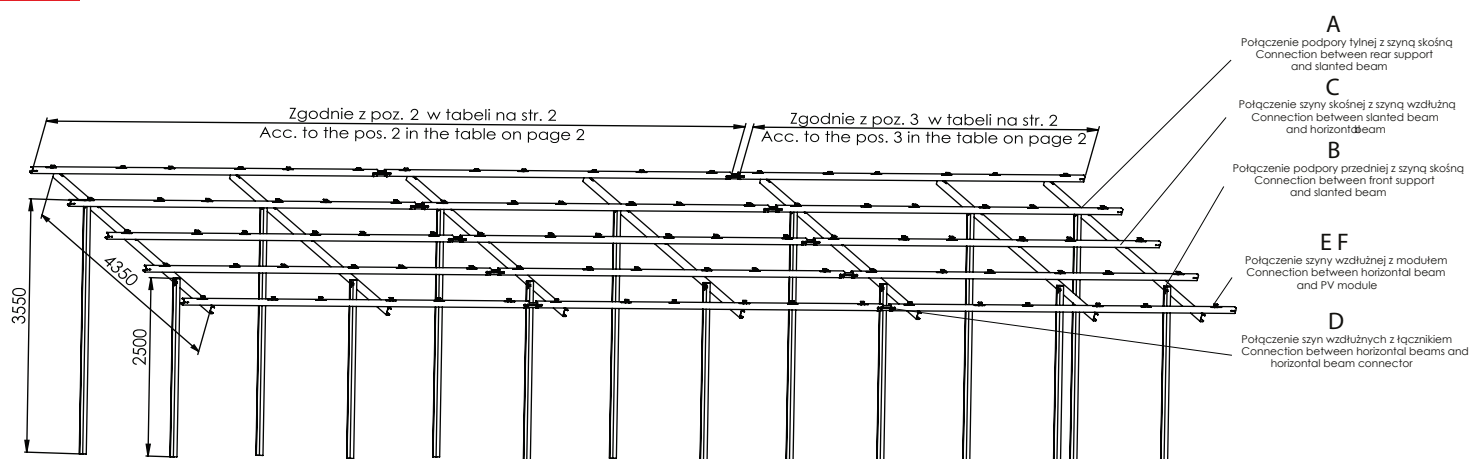 A
Połączenie podpory tylnej z szyną skośną
Connection between rear support
and slanted beam
C
Połączenie szyny skośnej z szyną wzdłużną
Connection between slanted beam
and horizontal beam
B
Połączenie podpory przedniej z szyną skośną
Connection between front support
and slanted beam
E F
Połączenie szyny wzdłużnej z modułem
Connection between horizontal beam
and PV module
D
Połączenie szyn wzdłużnych z łącznikiem
Connection between horizontal beams and
horizontal beam connector
Zgodnie z poz. 2 w tabeli na str. 2
Acc. to the pos. 2 in the table on page 2
Zgodnie z poz. 3 w tabeli na str. 2
Acc. to the pos. 3 in the table on page 2
3550
4350
2500